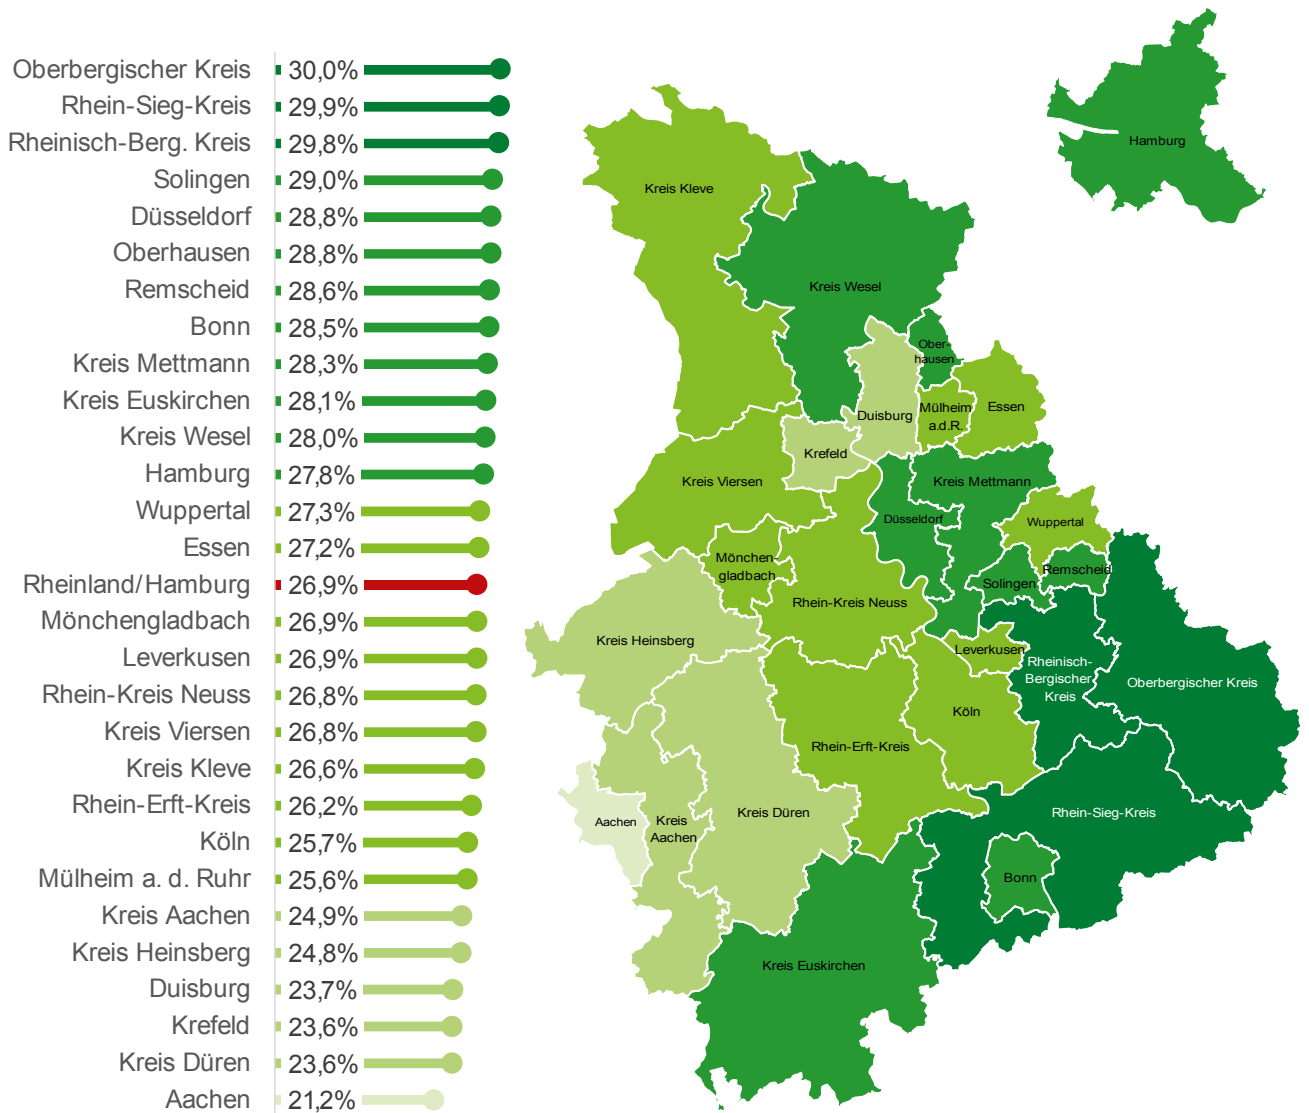 Oberbergischer Kreis 30,0%
Rhein-Sieg-Kreis 29,9%
Rheinisch-Berg. Kreis 29,8%
Solingen 29,0%
Düsseldorf 28,8%
Oberhausen 28,8%
Remscheid 28,6%
Bonn 28,5%
Kreis Mettmann 28,3%
Kreis Euskirchen 28,1%
Kreis Wesel 28,0%
Hamburg 27,8%
Wuppertal 27,3%
Essen 27,2%
Rheinland/Hamburg 26,9%
Mönchengladbach 26,9%
Leverkusen 26,9%
Rhein-Kreis Neuss 26,8%
Kreis Viersen 26,8%
Kreis Kleve 26,6%
Rhein-Erft-Kreis 26,2%
Köln 25,7%
Mülheim a. d. Ruhr 25,6%
Kreis Aachen 24,9%
Kreis Heinsberg 24,8%
Duisburg 23,7%
Krefeld 23,6%
Kreis Düren 23,6%
Aachen 21,2%
Hamburg
Kreis Kleve
Kreis Wesel
Ober-
hausen
Duisburg
Mülheim
a.d.R.
Essen
Krefeld
Kreis Viersen
Kreis Mettmann
Düsseldorf
Wuppertal
Mönchen-
gladbach
Remscheid
Solingen
Rhein-Kreis Neuss
Kreis Heinsberg
Leverkusen
Rheinisch-
Bergischer
Kreis
Oberbergischer Kreis
Köln
Rhein-Erft-Kreis
Kreis Düren
Rhein-Sieg-Kreis
Aachen
Kreis
Aachen
Bonn
Kreis Euskirchen